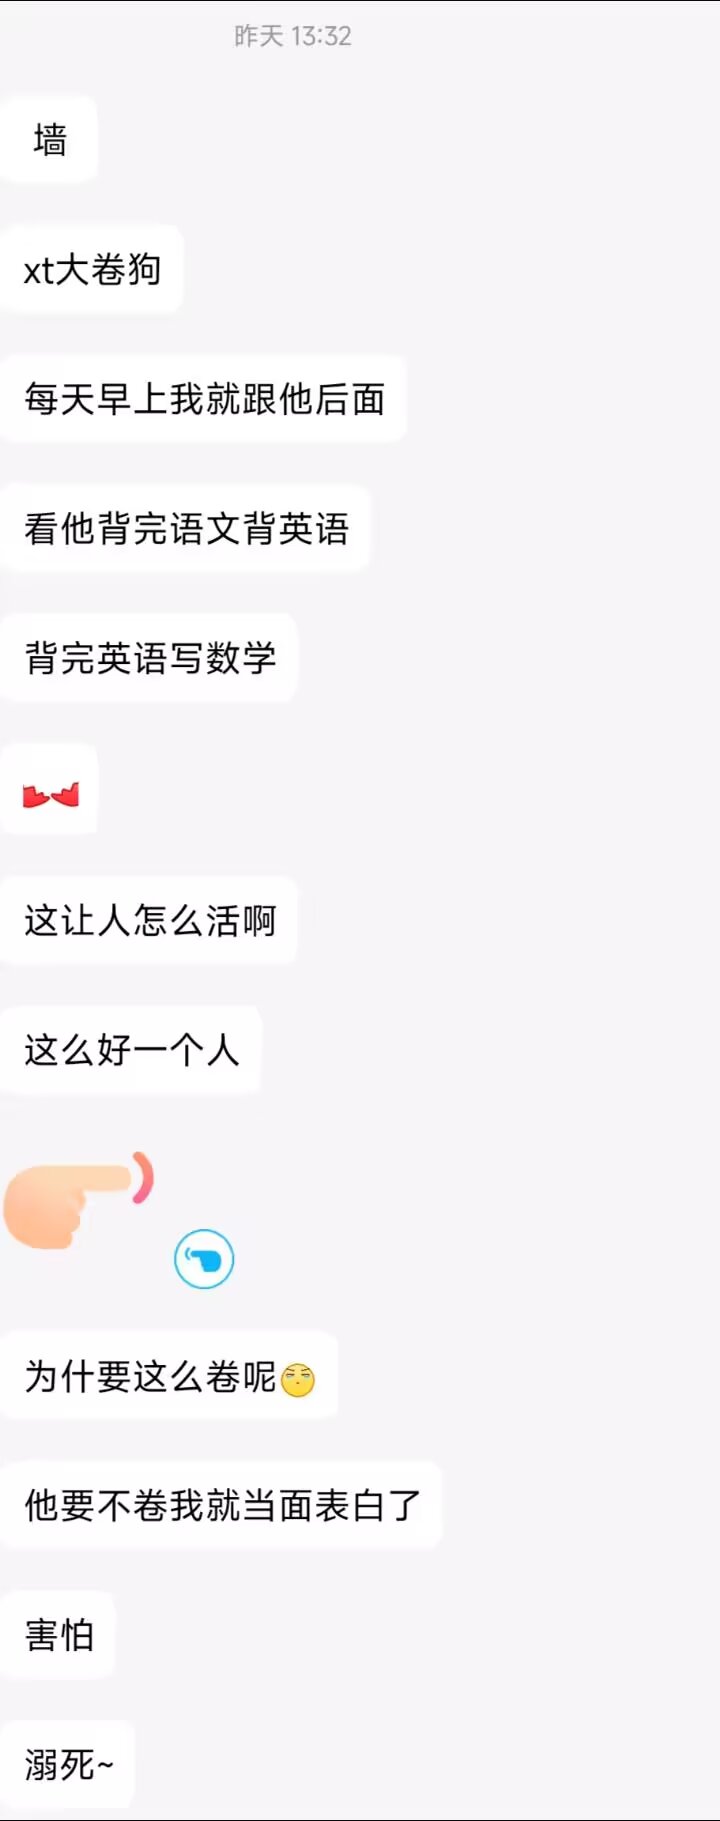 昨天 13:32
墙
xt大卷狗
每天早上我就跟他后面
看他背完语文背英语
背完英语写数学
这让人怎么活啊
这么好一个人
为什要这么卷呢
他要不卷我就当面表白了
害怕
溺死~